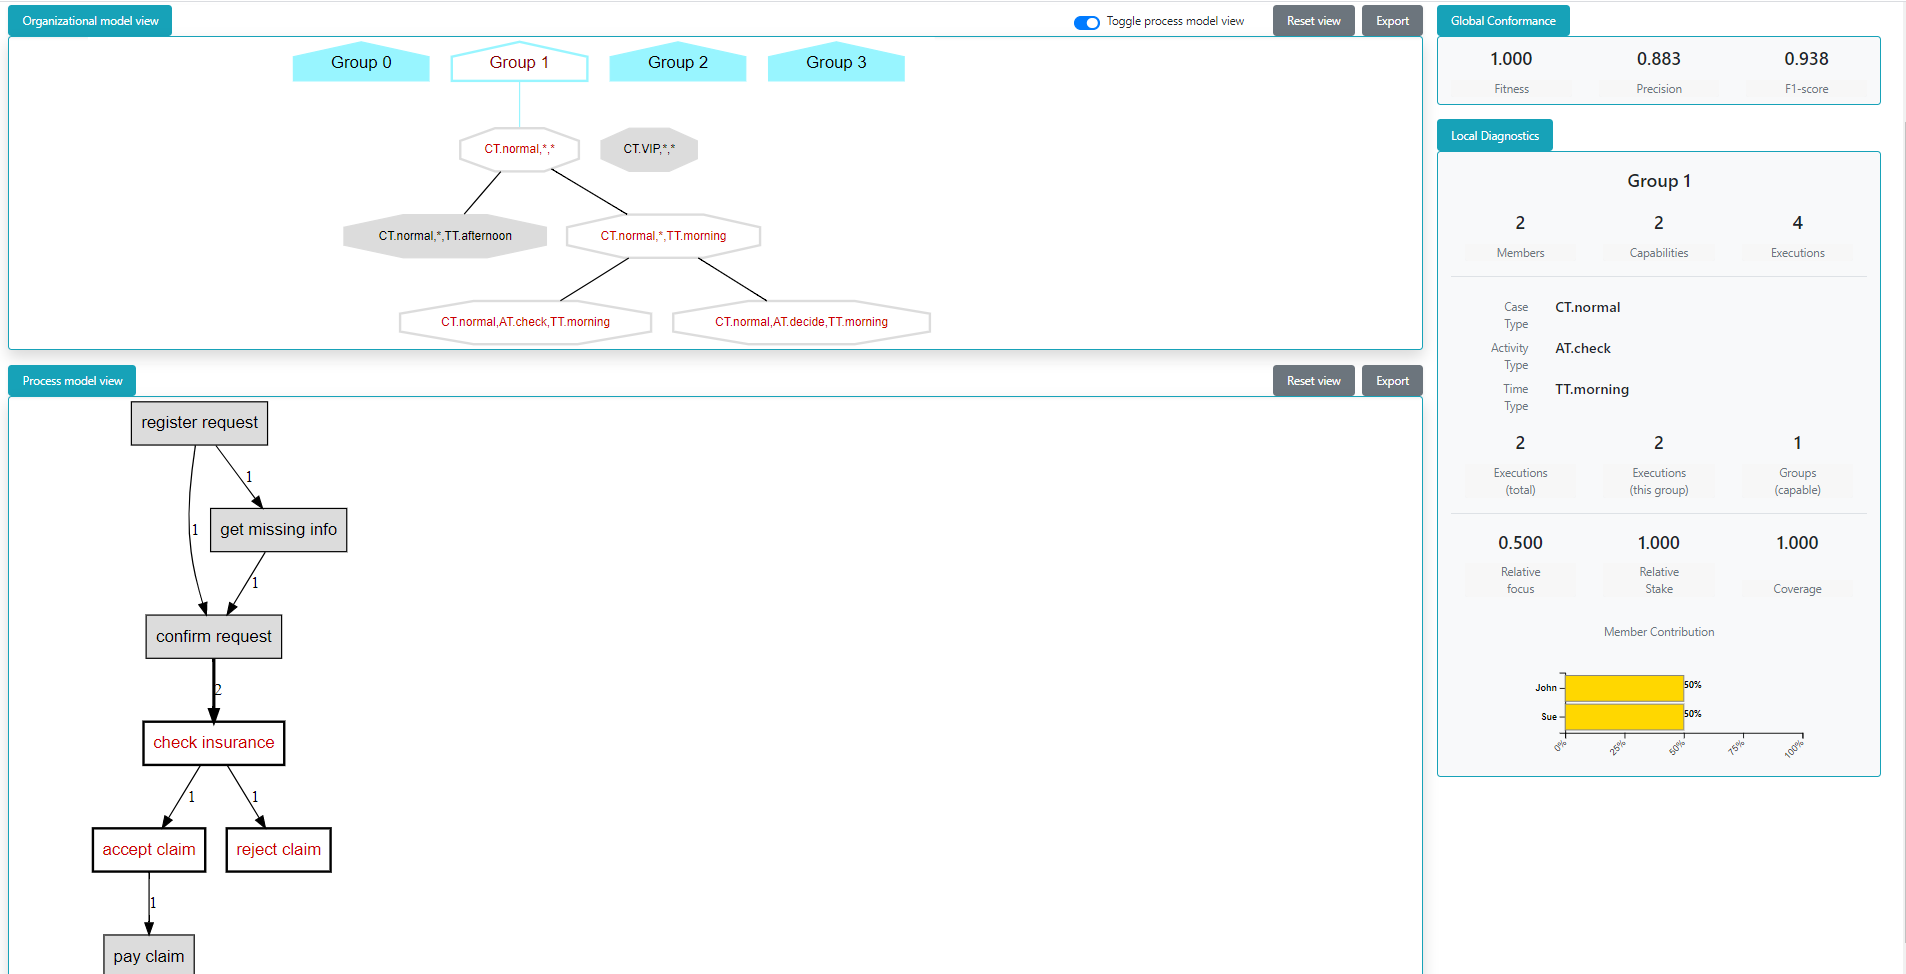 Organizational model view
Toggle process model view
Reset view
Export
Group 0
Group 1
Group 2
Group 3
CT.normal,*,*
CT.VIP,*,*
CT.normal,*,TT.afternoon
CT.normal,*,TT.morning
CT.normal,AT.check,TT.morning
CT.normal,AT.decide,TT.morning
Process model view
Reset view
Export
register request
1
get missing info
1
1
confirm request
2
check insurance
1
1
accept claim
reject claim
1
pay claim
Global Conformance
1.000
0.883
0.938
Fitness
Precision
F1-score
Local Diagnostics
Group 1
2
2
4
Members
Capabilities
Executions
Case
Type
CT.normal
Activity
Type
AT.check
Time
Type
TT.morning
2
2
1
Executions
(total)
Executions
(this group)
Groups
(capable)
0.500
1.000
1.000
Relative
focus
Relative
Stake
Coverage
Member Contribution
John
50%
Sue
50%
0%
25%
50%
75%
100%